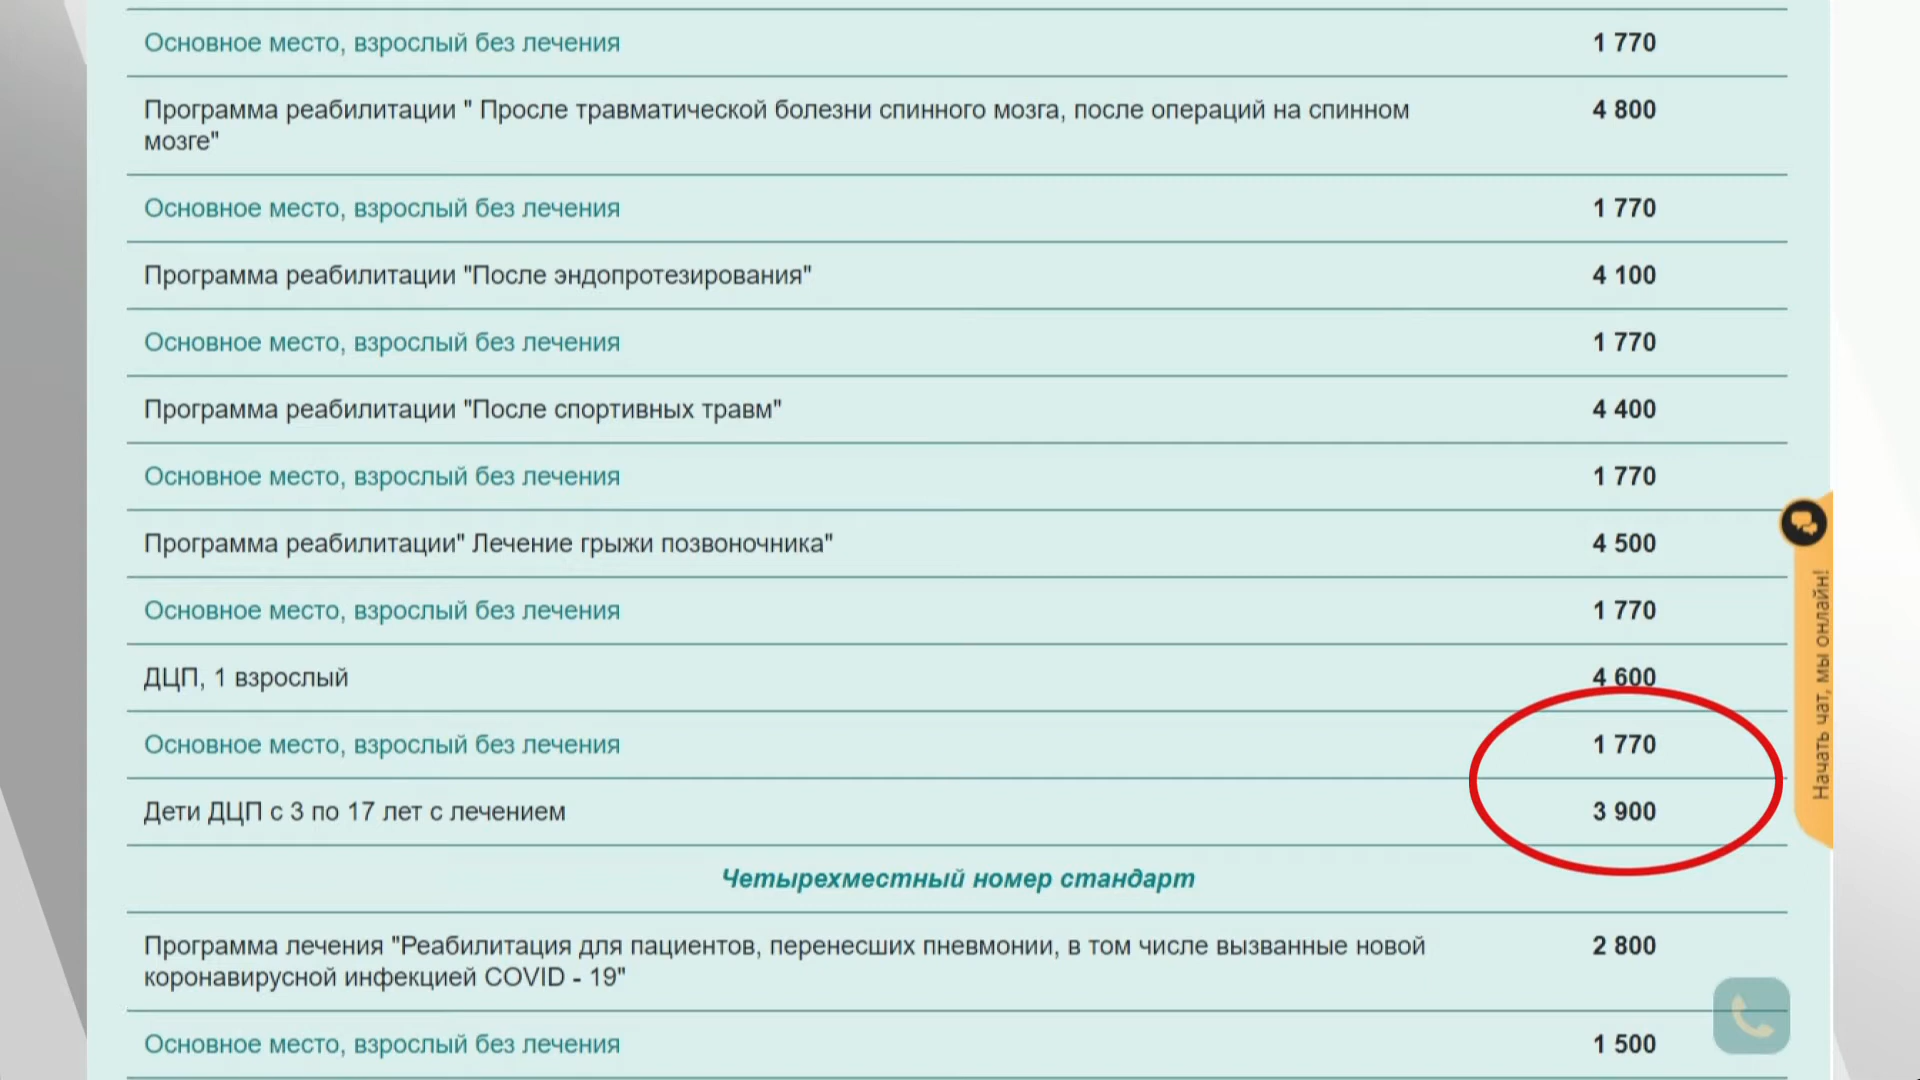 Основное место, взрослый без лечения 1 770
Программа реабилитации " Просле травматической болезни спинного мозга, после операций на спинном 4 800
мозге"
Основное место, взрослый без лечения 1 770
Программа реабилитации "После эндопротезирования" 4 100
Основное место, взрослый без лечения 1 770
Программа реабилитации "После спортивных травм" 4 400
Основное место, взрослый без лечения 1 770
Программа реабилитации" Лечение грыжи позвоночника" 4 500
Основное место, взрослый без лечения 1 770
ДЦП, 1 взрослый 4 600
Основное место, взрослый без лечения 1 770
Дети ДЦП с 3 по 17 лет с лечением 3 900
Четырехместный номер стандарт
Программа лечения "Реабилитация для пациентов, перенесших пневмонии, в том числе вызванные новой 2 800
коронавирусной инфекцией COVID - 19"
Основное место, взрослый без лечения 1 500
Начать чат, мы онлайн!